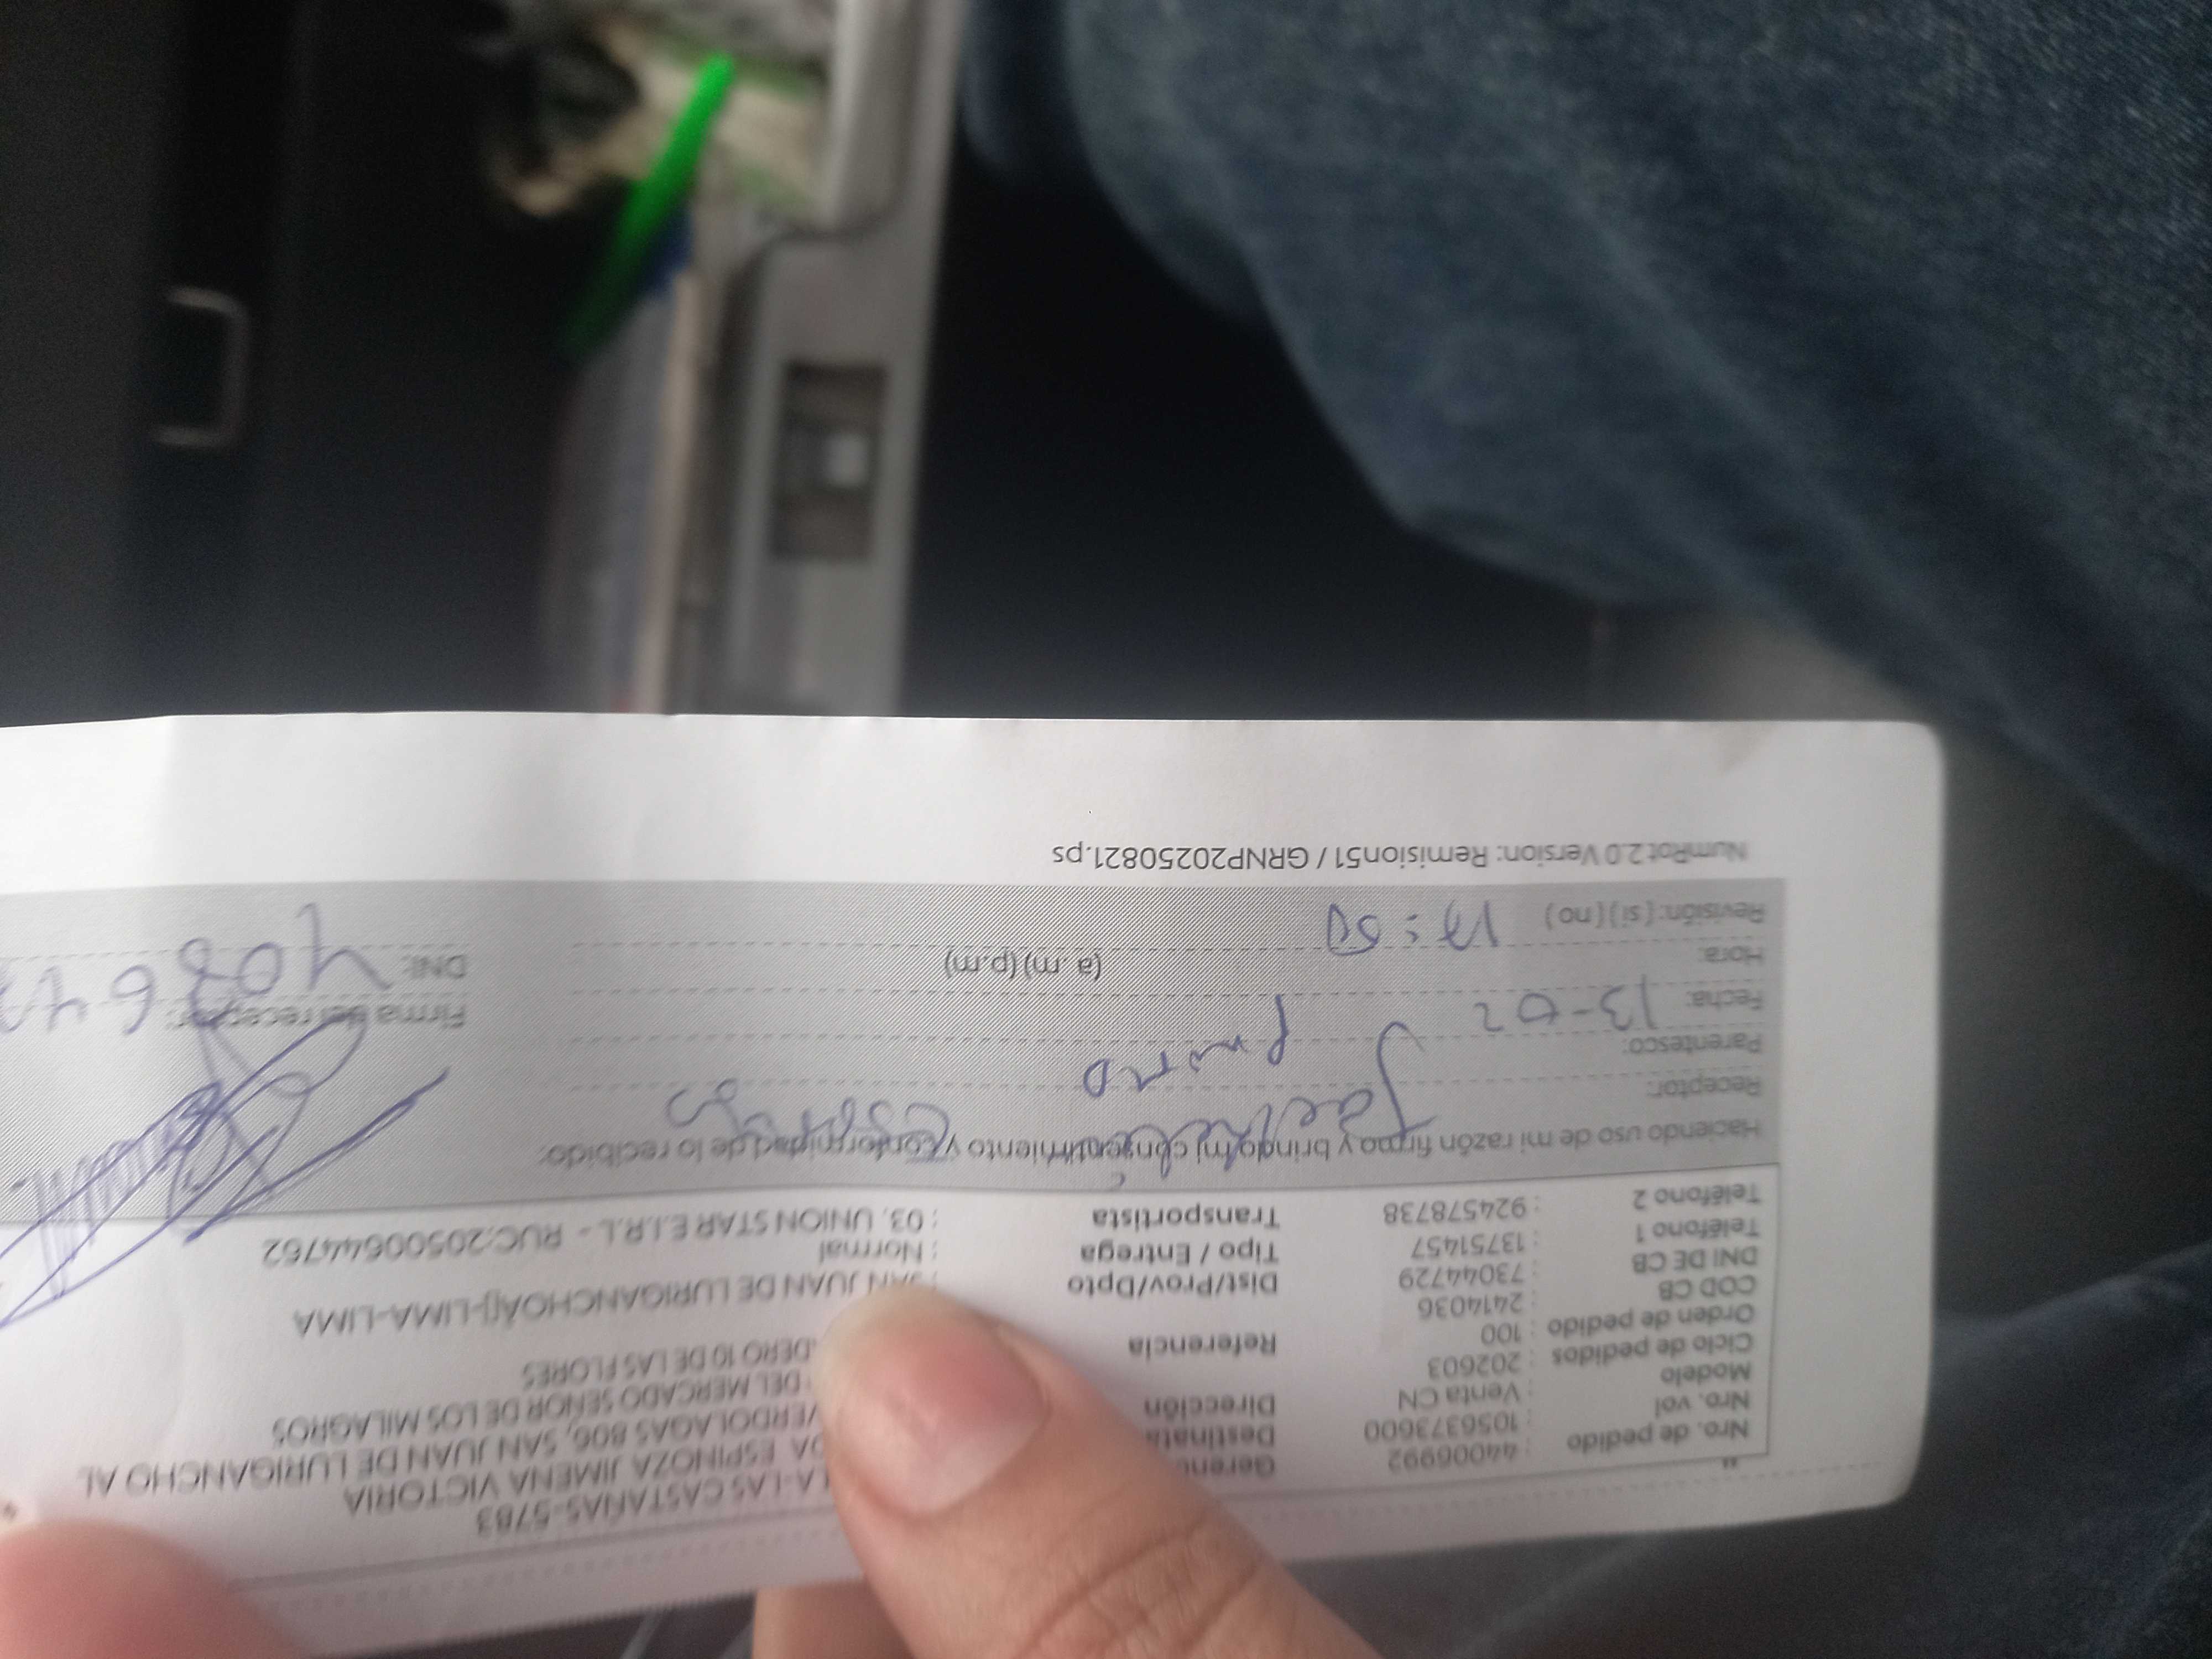 LA-LAS CASTAÑAS-5783
Nro. de pedido : 44006992 DA ESPINOZA JIMENA VICTORIA
Nro. vol : 1056373600 VERDOLAGAS 806, SAN JUAN DE LURIGANCHO AL
Modelo : Venta CN Dirección DEL MERCADO SEÑOR DE LOS MILAGROS
Ciclo de pedidos : 202603 DERO 10 DE LAS FLORES
Orden de pedido : 100 Referencia
COD CB : 2414036
DNI DE CB : 73044729 Dist/Prov/Dpto JUAN DE LURIGANCHOÂ[]-LIMA-LIMA
Teléfono 1 : 13751457 Tipo / Entrega : Normal
Teléfono 2 : 924578738 Transportista : 03. UNION STAR E.I.R.L - RUC:20500644762
Haciendo uso de mi razón firmo y brindo mi consentimiento y conformidad de lo recibido:
Receptor:
Parentesco: primo
Fecha: 13-02 Firma del receptor:
Hora: (a. m) (p.m) DNI:
Revisión: (si) (no)
NumRot 2.0 Version: Remision51 / GRNP20250821.ps